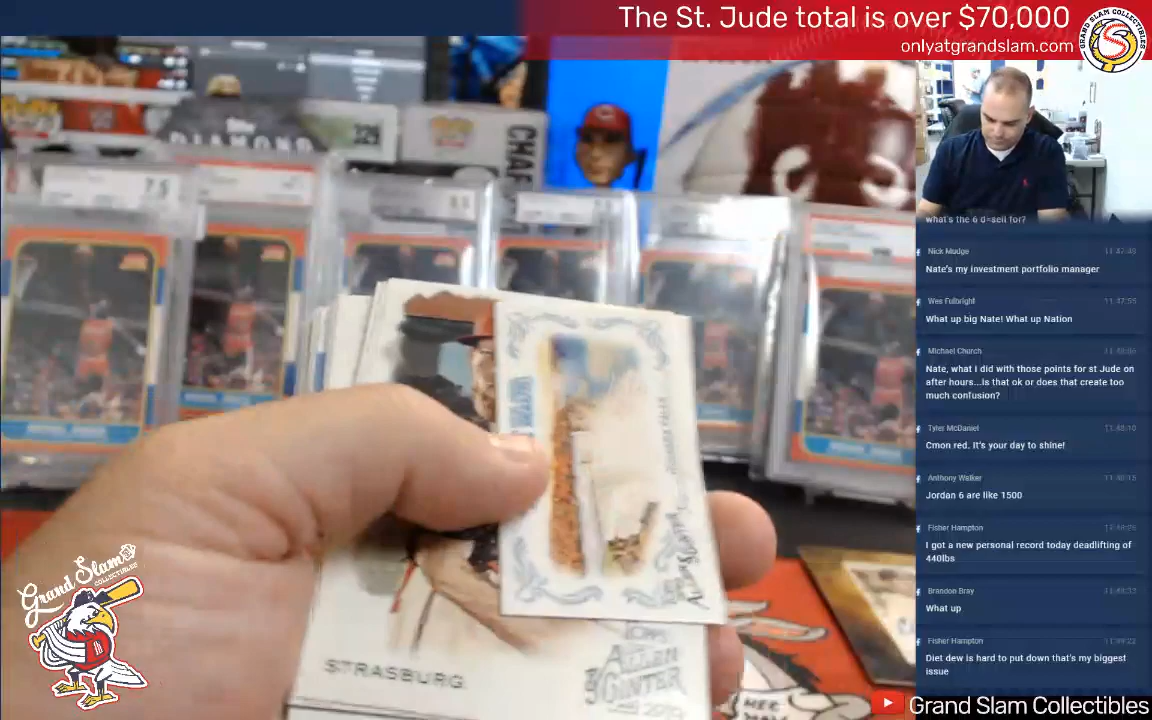 The St. Jude total is over $70,000
onlyatgrandslam.com
GRAND SLAM COLLECTIBLES
DIAMOND
7.5
what's the 6 d=sell for?
Nick Mudge
Nate's my investment portfolio manager
Wes Fulbright
What up big Nate! What up Nation
Michael Church
Nate, what i did with those points for st Jude on
after hours...is that ok or does that create too
much confusion?
Tyler McDaniel
Cmon red. It's your day to shine!
Anthony Walker
Jordan 6 are like 1500
Fisher Hampton
I got a new personal record today deadlifting of
440lbs
Brandon Bray
What up
Fisher Hampton
Diet dew is hard to put down that's my biggest
issue
STRASBURG
TOPPS
ALLEN
GINTER
Grand Slam
COLLECTIBLES
Grand Slam Collectibles